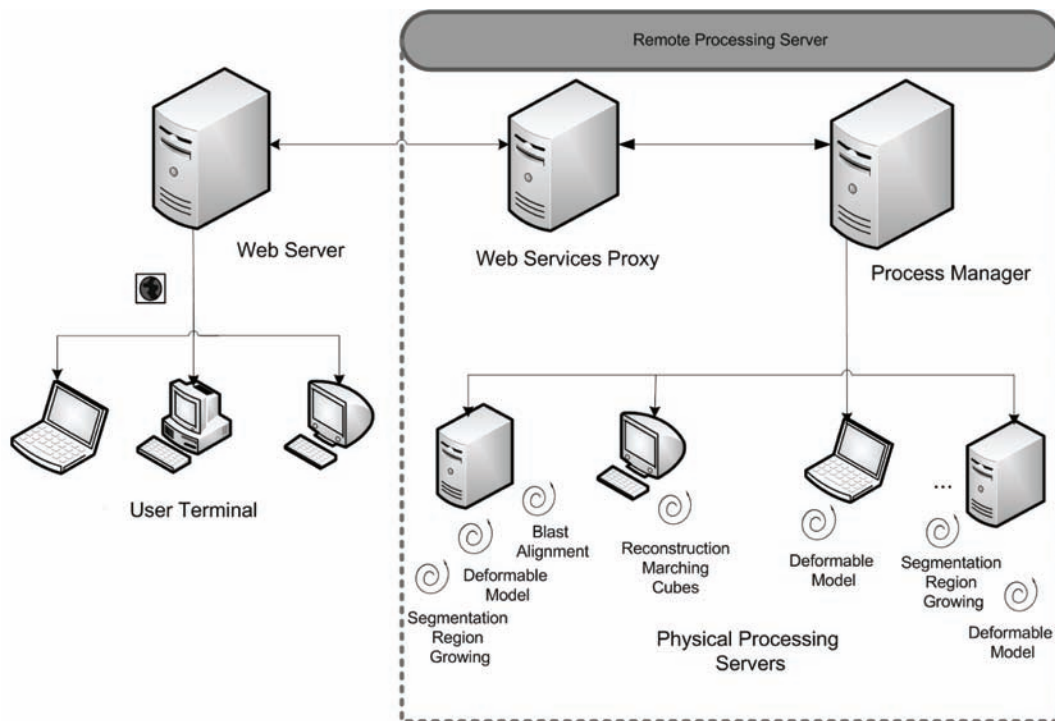 Remote Processing Server
Web Server
Web Services Proxy
Process Manager
User Terminal
Blast
Alignment
Deformable
Model
Segmentation
Region
Growing
Reconstruction
Marching
Cubes
Deformable
Model
...
Segmentation
Region
Growing
Deformable
Model
Physical Processing
Servers